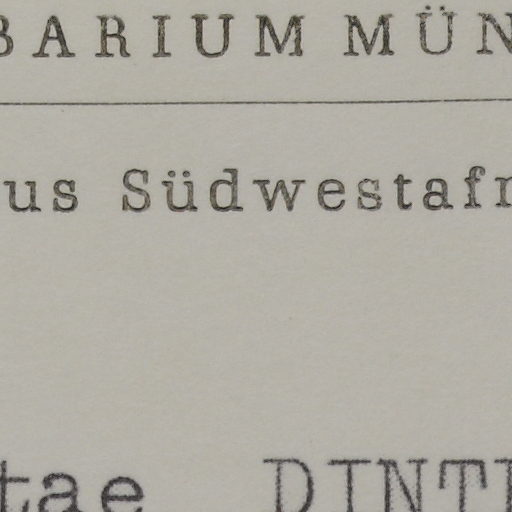 BARIUM MÜN
us Südwestafr
tae DINT